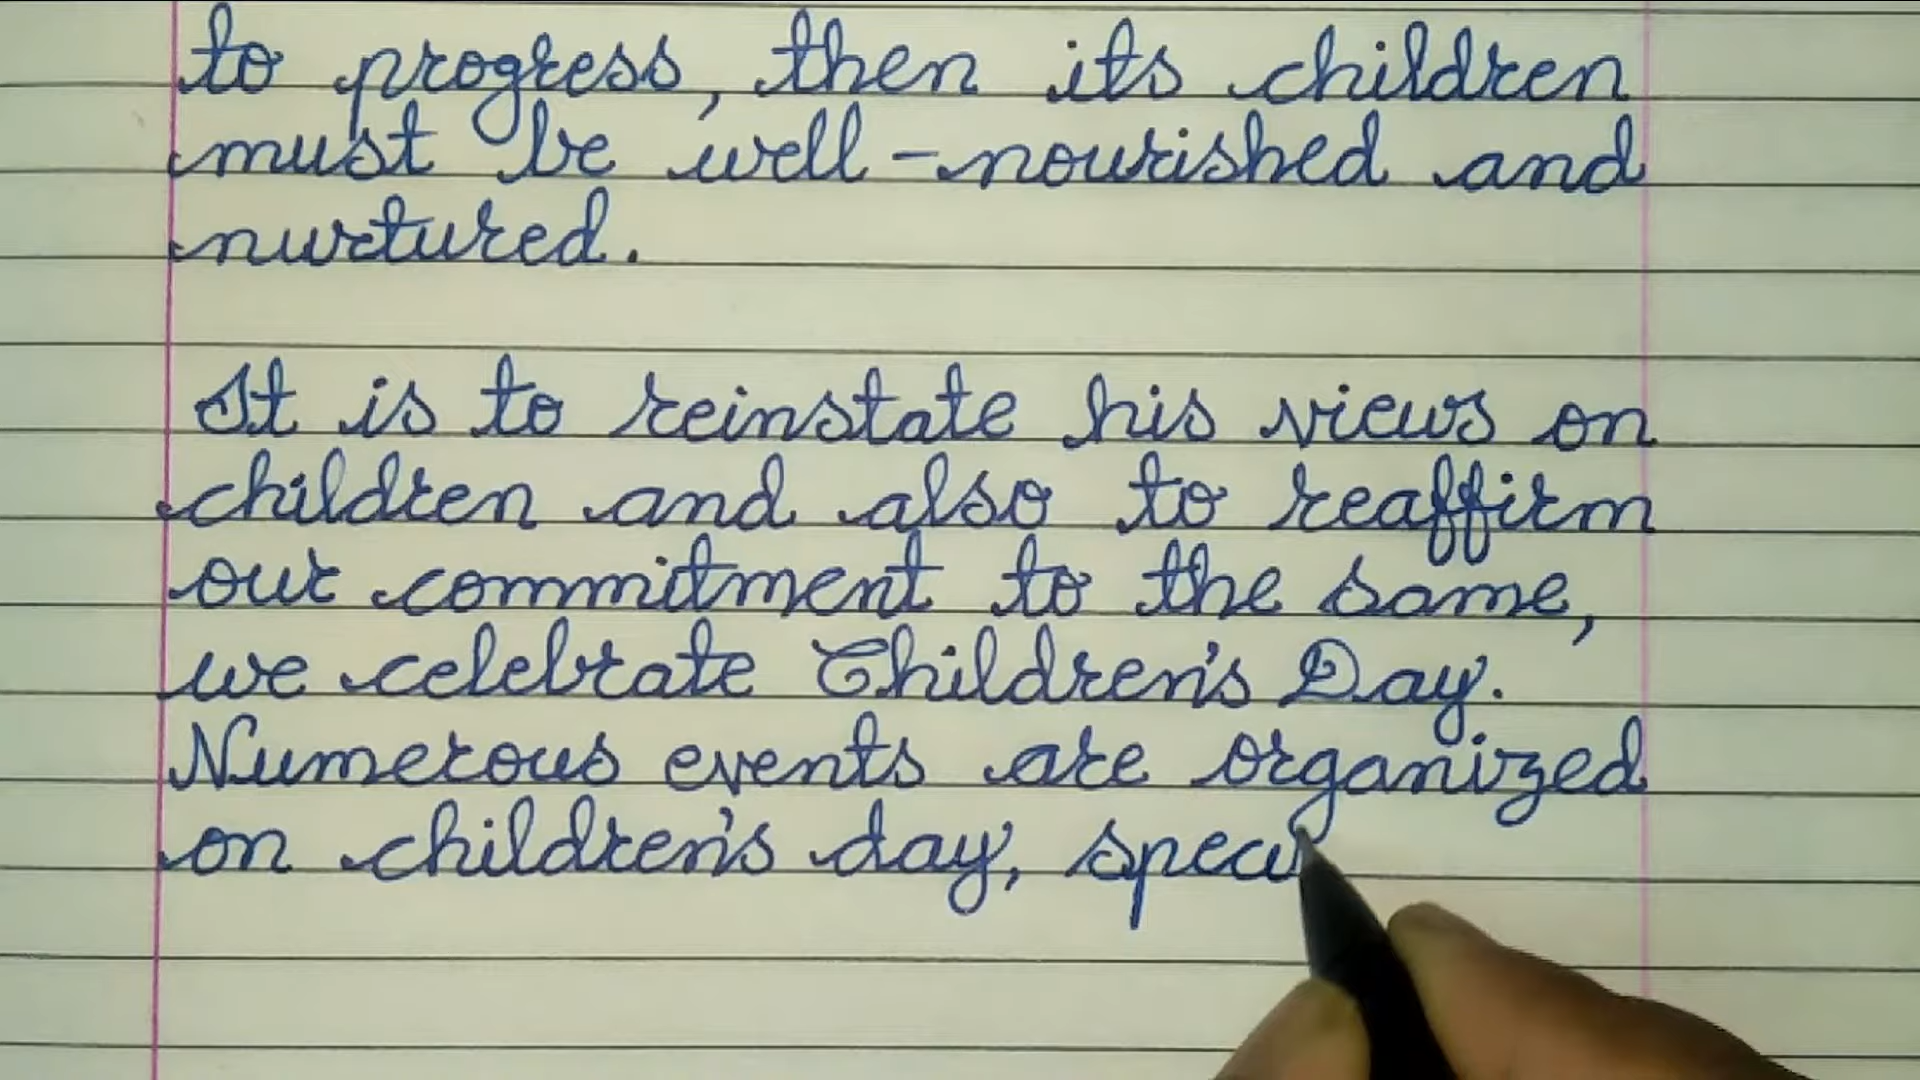 to progress, then its children
must be well-nourished and
nurtured.
It is to reinstate his views on
children and also to reaffirm
our commitment to the same,
we celebrate Children's Day.
Numerous events are organized
on children's day,